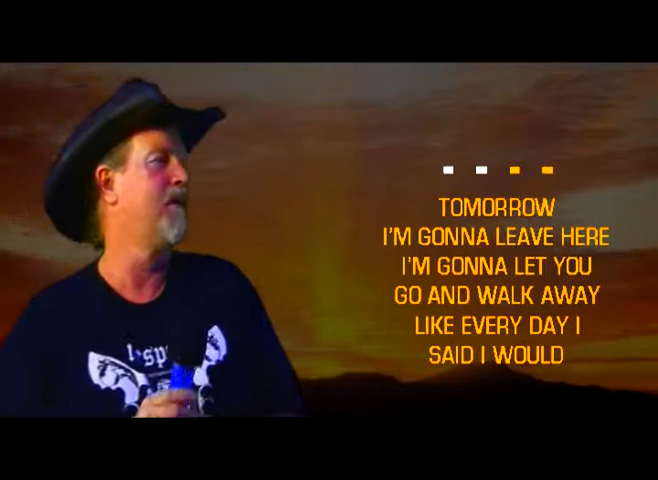 TOMORROW
I'M GONNA LEAVE HERE
I'M GONNA LET YOU
GO AND WALK AWAY
LIKE EVERY DAY I
SAID I WOULD